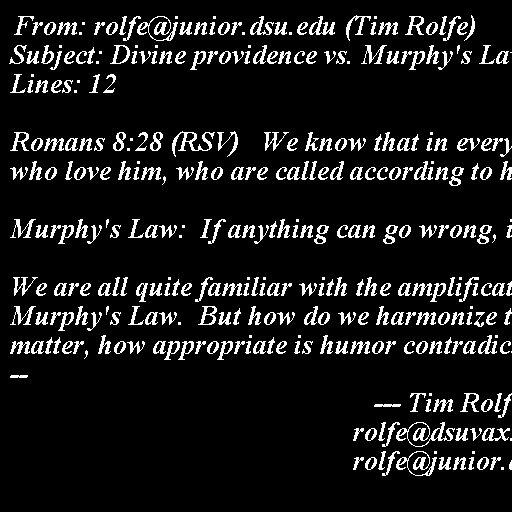 From: rolfe@junior.dsu.edu (Tim Rolfe)
Subject: Divine providence vs. Murphy's La
Lines: 12
Romans 8:28 (RSV)   We know that in every
who love him, who are called according to h
Murphy's Law:  If anything can go wrong, i
We are all quite familiar with the amplificat
Murphy's Law.  But how do we harmonize t
matter, how appropriate is humor contradic
--
--- Tim Rolf
rolfe@dsuvax.
rolfe@junior.d